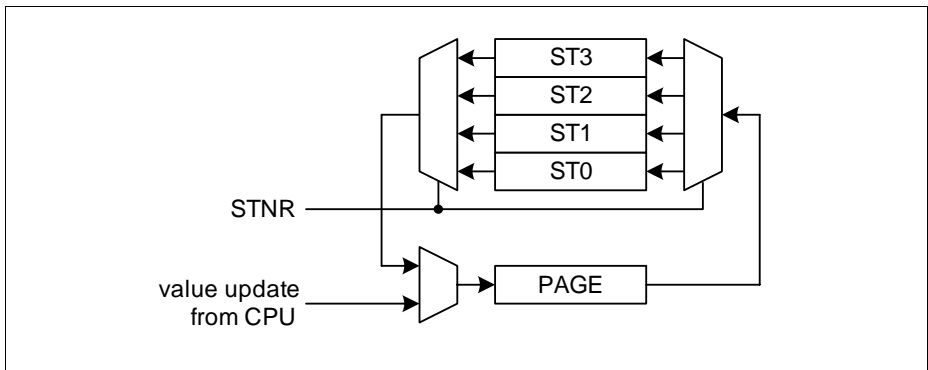 ST3
ST2
ST1
ST0
STNR
value update
from CPU
PAGE